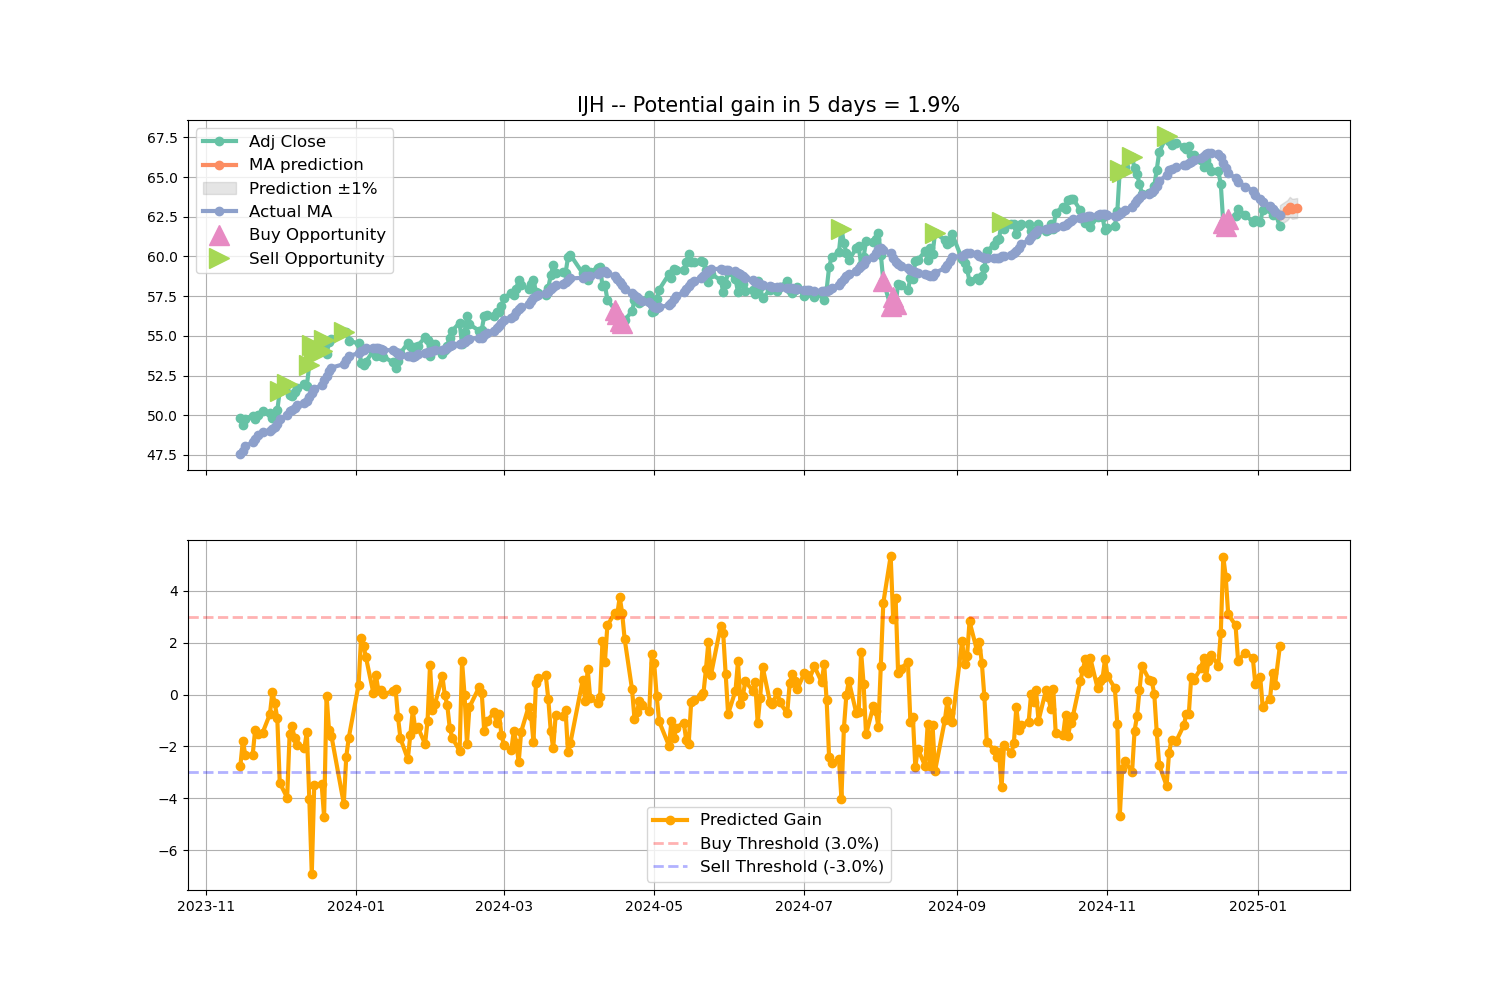 IJH -- Potential gain in 5 days = 1.9%
67.5
65.0
62.5
60.0
57.5
55.0
52.5
50.0
47.5
Adj Close
MA prediction
Prediction ±1%
Actual MA
Buy Opportunity
Sell Opportunity
4
2
0
−2
−4
−6
Predicted Gain
Buy Threshold (3.0%)
Sell Threshold (-3.0%)
2023-11 2024-01 2024-03 2024-05 2024-07 2024-09 2024-11 2025-01